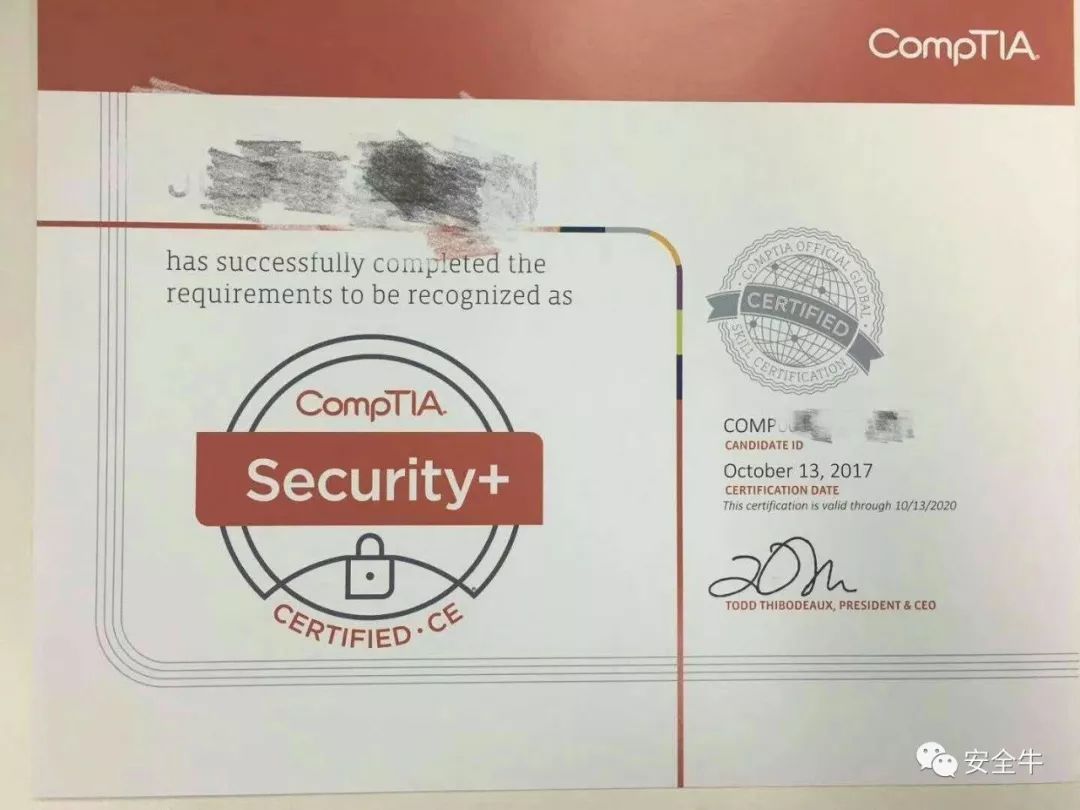 CompTIA.
has successfully completed the
requirements to be recognized as
CompTIA.
Security+
CERTIFIED · CE
COMPTIA OFFICIAL GLOBAL
CERTIFIED
SKILL CERTIFICATION
COMP
CANDIDATE ID
October 13, 2017
CERTIFICATION DATE
This certification is valid through 10/13/2020
TODD THIBODEAUX, PRESIDENT & CEO
安全牛